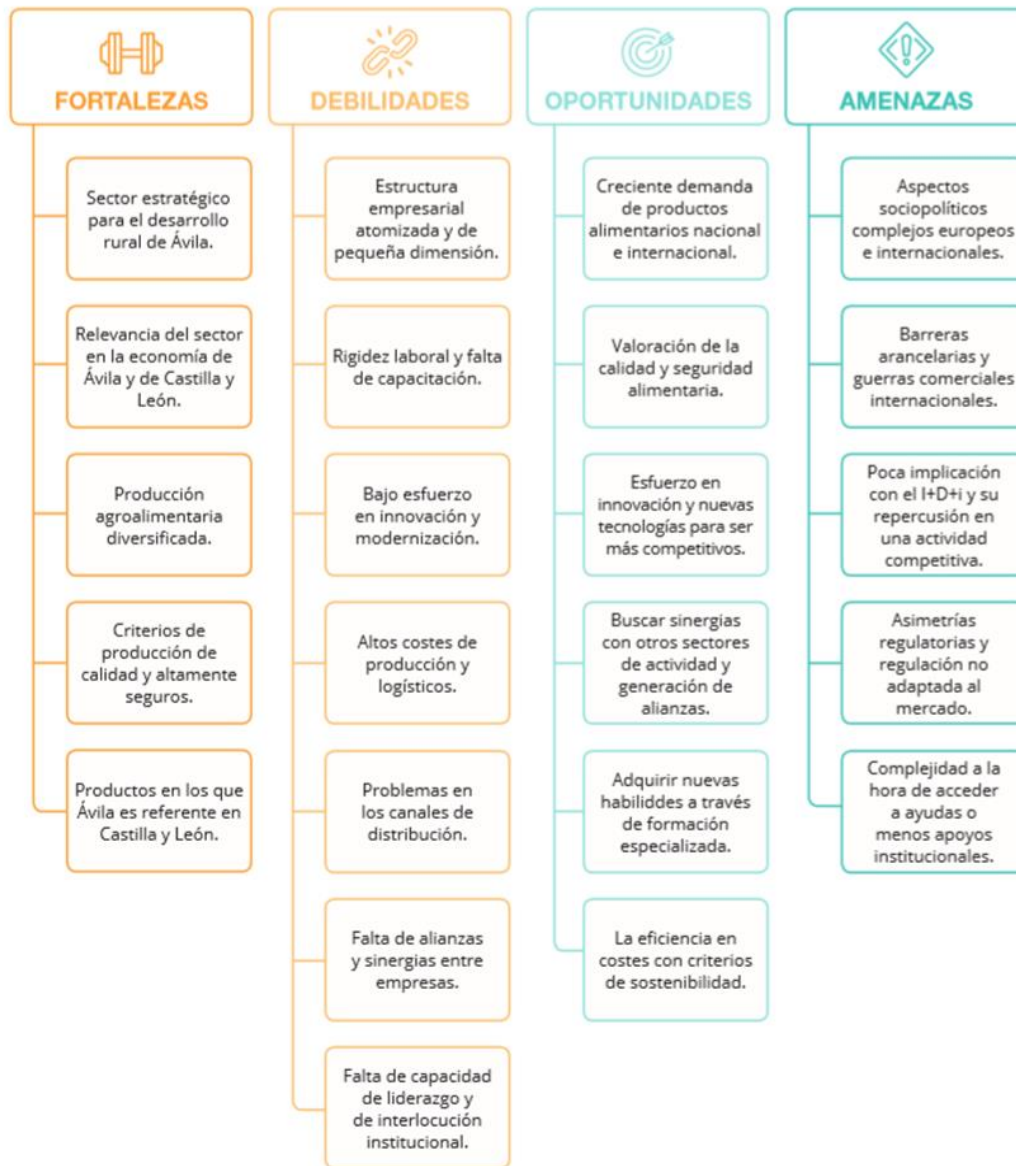 FORTALEZAS
Sector estratégico
para el desarrollo
rural de Ávila.
Relevancia del sector
en la economía de
Ávila y de Castilla y
León.
Producción
agroalimentaria
diversificada.
Criterios de
producción de
calidad y altamente
seguros.
Productos en los que
Ávila es referente en
Castilla y León.
DEBILIDADES
Estructura
empresarial
atomizada y de
pequeña dimensión.
Rigidez laboral y falta
de capacitación.
Bajo esfuerzo
en innovación y
modernización.
Altos costes de
producción y
logísticos.
Problemas en
los canales de
distribución.
Falta de alianzas
y sinergias entre
empresas.
Falta de capacidad
de liderazgo y
de interlocución
institucional.
OPORTUNIDADES
Creciente demanda
de productos
alimentarios nacional
e internacional.
Valoración de la
calidad y seguridad
alimentaria.
Esfuerzo en
innovación y nuevas
tecnologías para ser
más competitivos.
Buscar sinergias
con otros sectores
de actividad y
generación de
alianzas.
Adquirir nuevas
habiliddes a través
de formación
especializada.
La eficiencia en
costes con criterios
de sostenibilidad.
AMENAZAS
Aspectos
sociopolíticos
complejos europeos
e internacionales.
Barreras
arancelarias y
guerras comerciales
internacionales.
Poca implicación
con el I+D+i y su
repercusión en
una actividad
competitiva.
Asimetrías
regulatorias y
regulación no
adaptada al
mercado.
Complejidad a la
hora de acceder
a ayudas o
menos apoyos
institucionales.